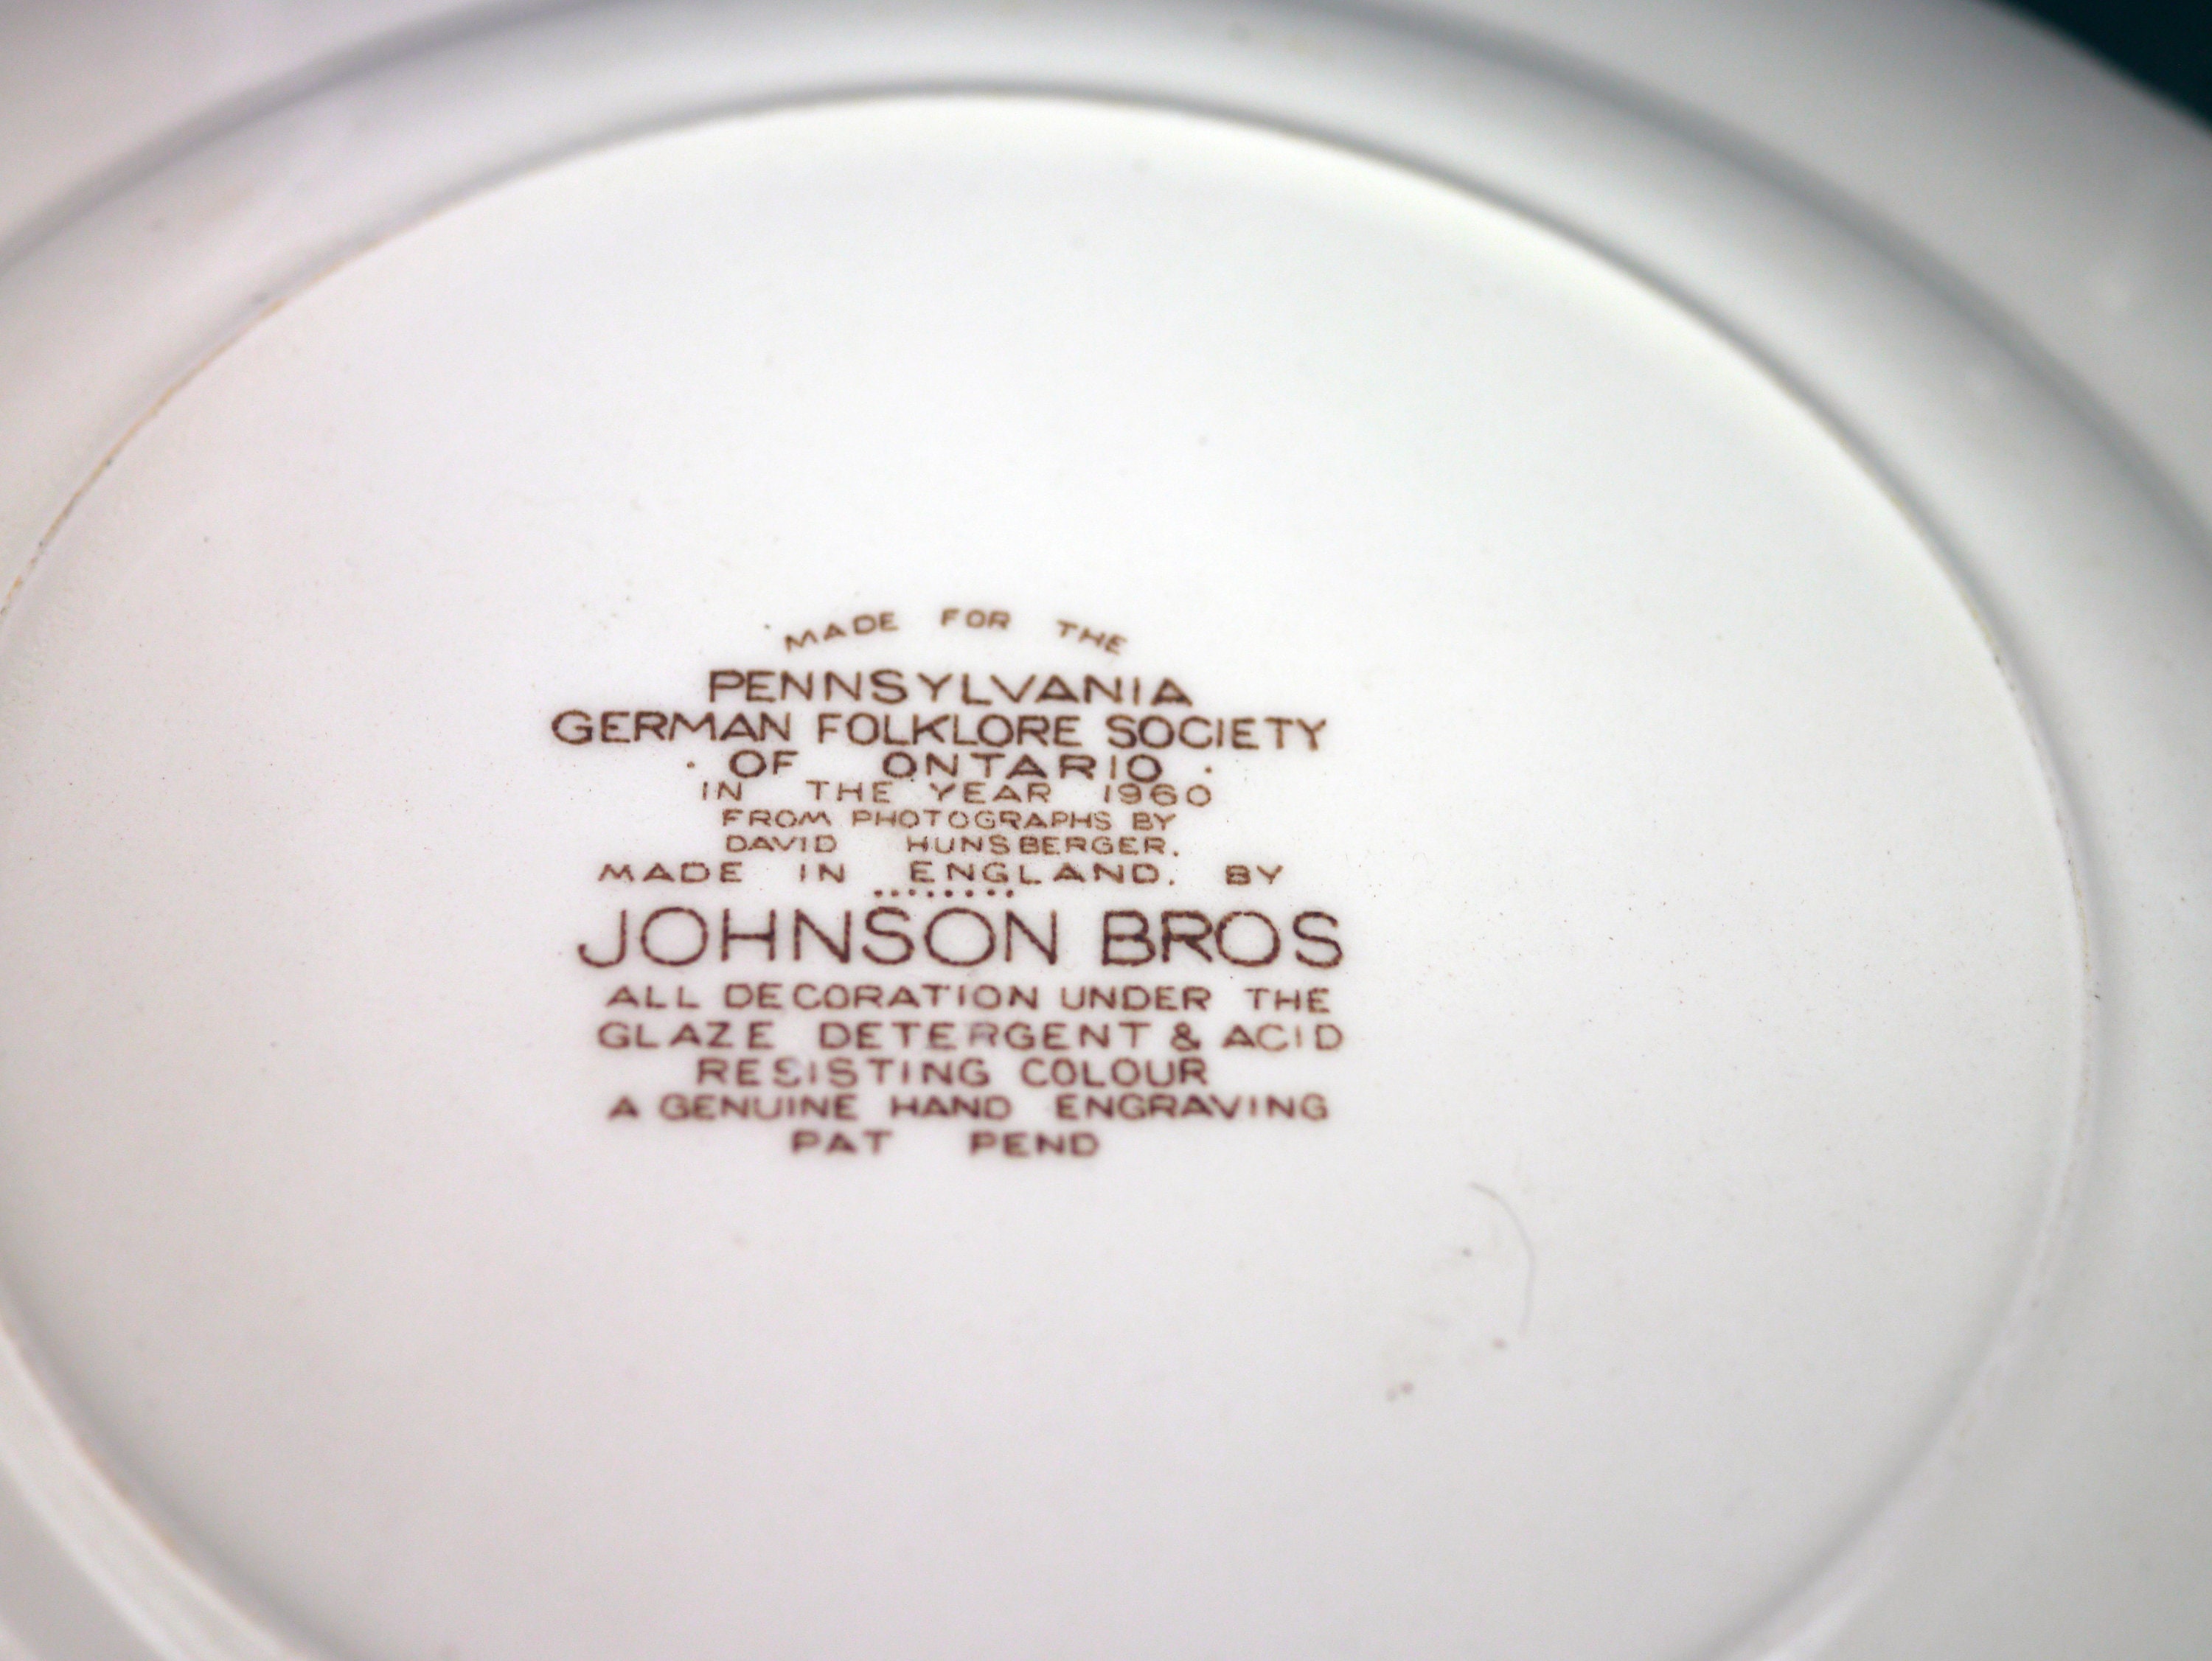 MADE FOR THE
PENNSYLVANIA
GERMAN FOLKLORE SOCIETY
· OF ONTARIO ·
IN THE YEAR 1960
FROM PHOTOGRAPHS BY
DAVID HUNSBERGER.
MADE IN ENGLAND. BY
JOHNSON BROS
ALL DECORATION UNDER THE
GLAZE DETERGENT & ACID
RESISTING COLOUR
A GENUINE HAND ENGRAVING
PAT PEND